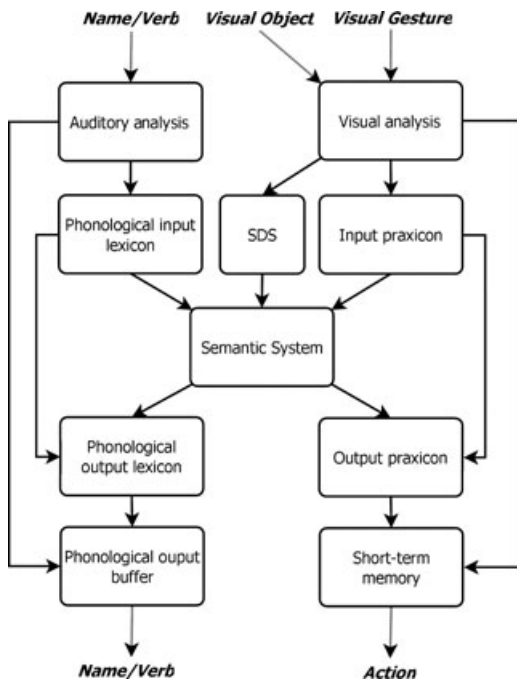 Name/Verb Visual Object Visual Gesture
Auditory analysis
Visual analysis
Phonological input
lexicon
SDS
Input praxicon
Semantic System
Phonological
output lexicon
Output praxicon
Phonological ouput
buffer
Short-term
memory
Name/Verb
Action